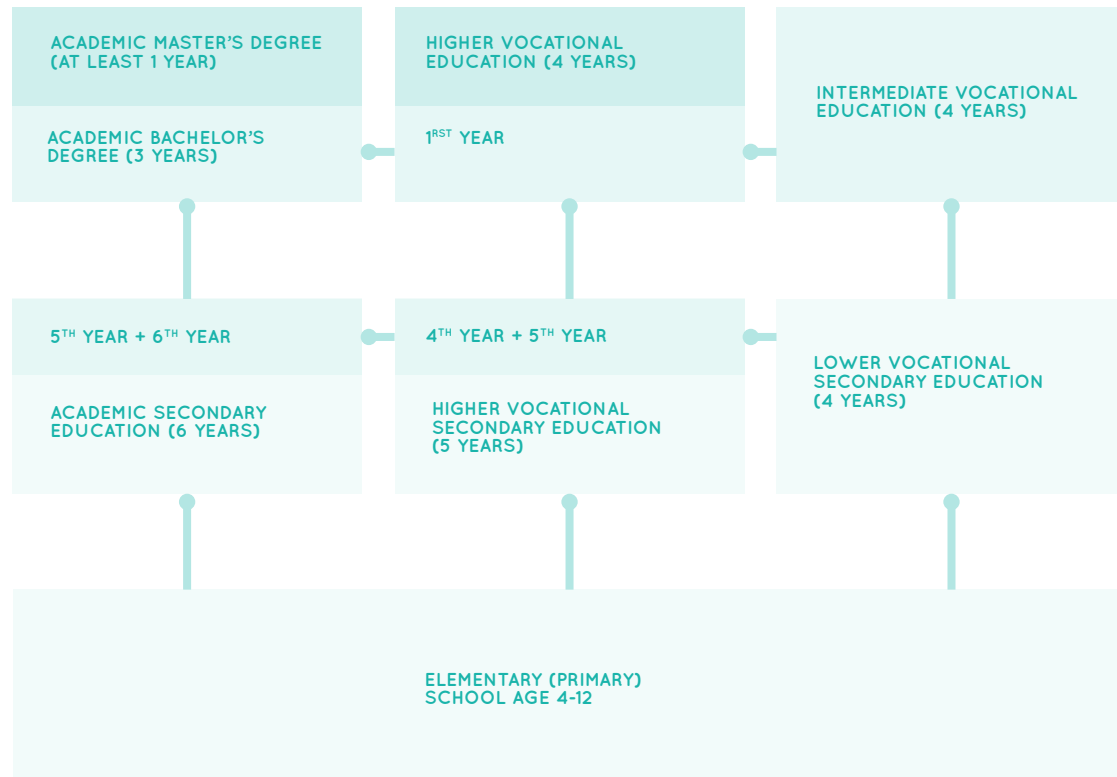 ACADEMIC MASTER'S DEGREE
(AT LEAST 1 YEAR)
HIGHER VOCATIONAL
EDUCATION (4 YEARS)
INTERMEDIATE VOCATIONAL
EDUCATION (4 YEARS)
ACADEMIC BACHELOR'S
DEGREE (3 YEARS)
1RST YEAR
5TH YEAR + 6TH YEAR
4TH YEAR + 5TH YEAR
LOWER VOCATIONAL
SECONDARY EDUCATION
(4 YEARS)
ACADEMIC SECONDARY
EDUCATION (6 YEARS)
HIGHER VOCATIONAL
SECONDARY EDUCATION
(5 YEARS)
ELEMENTARY (PRIMARY)
SCHOOL AGE 4-12